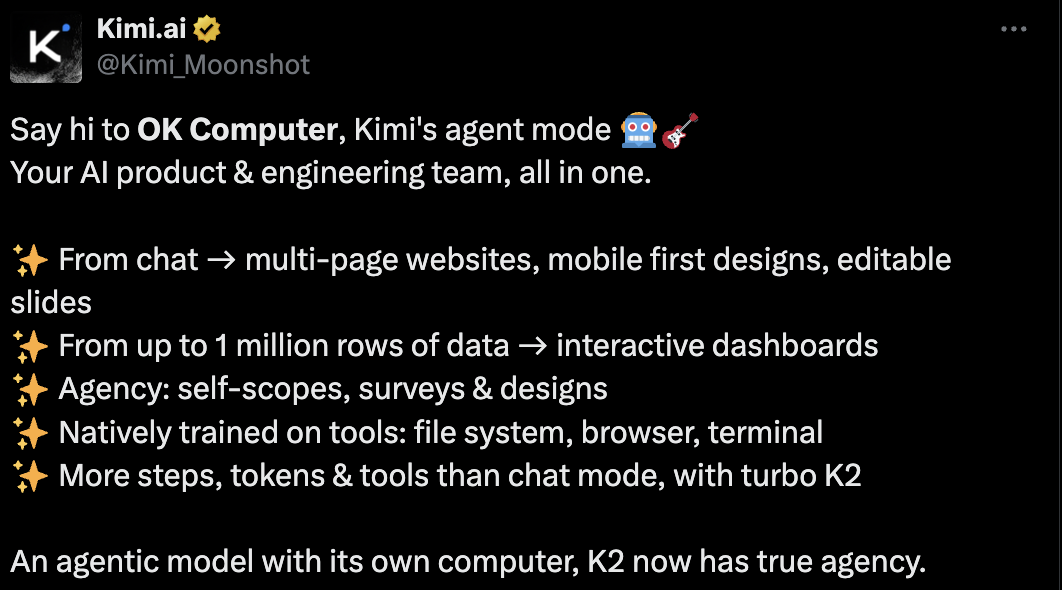 Kimi.ai
@Kimi_Moonshot
Say hi to OK Computer, Kimi's agent mode 🤖🎸
Your AI product & engineering team, all in one.
✨ From chat → multi-page websites, mobile first designs, editable
slides
✨ From up to 1 million rows of data → interactive dashboards
✨ Agency: self-scopes, surveys & designs
✨ Natively trained on tools: file system, browser, terminal
✨ More steps, tokens & tools than chat mode, with turbo K2
An agentic model with its own computer, K2 now has true agency.